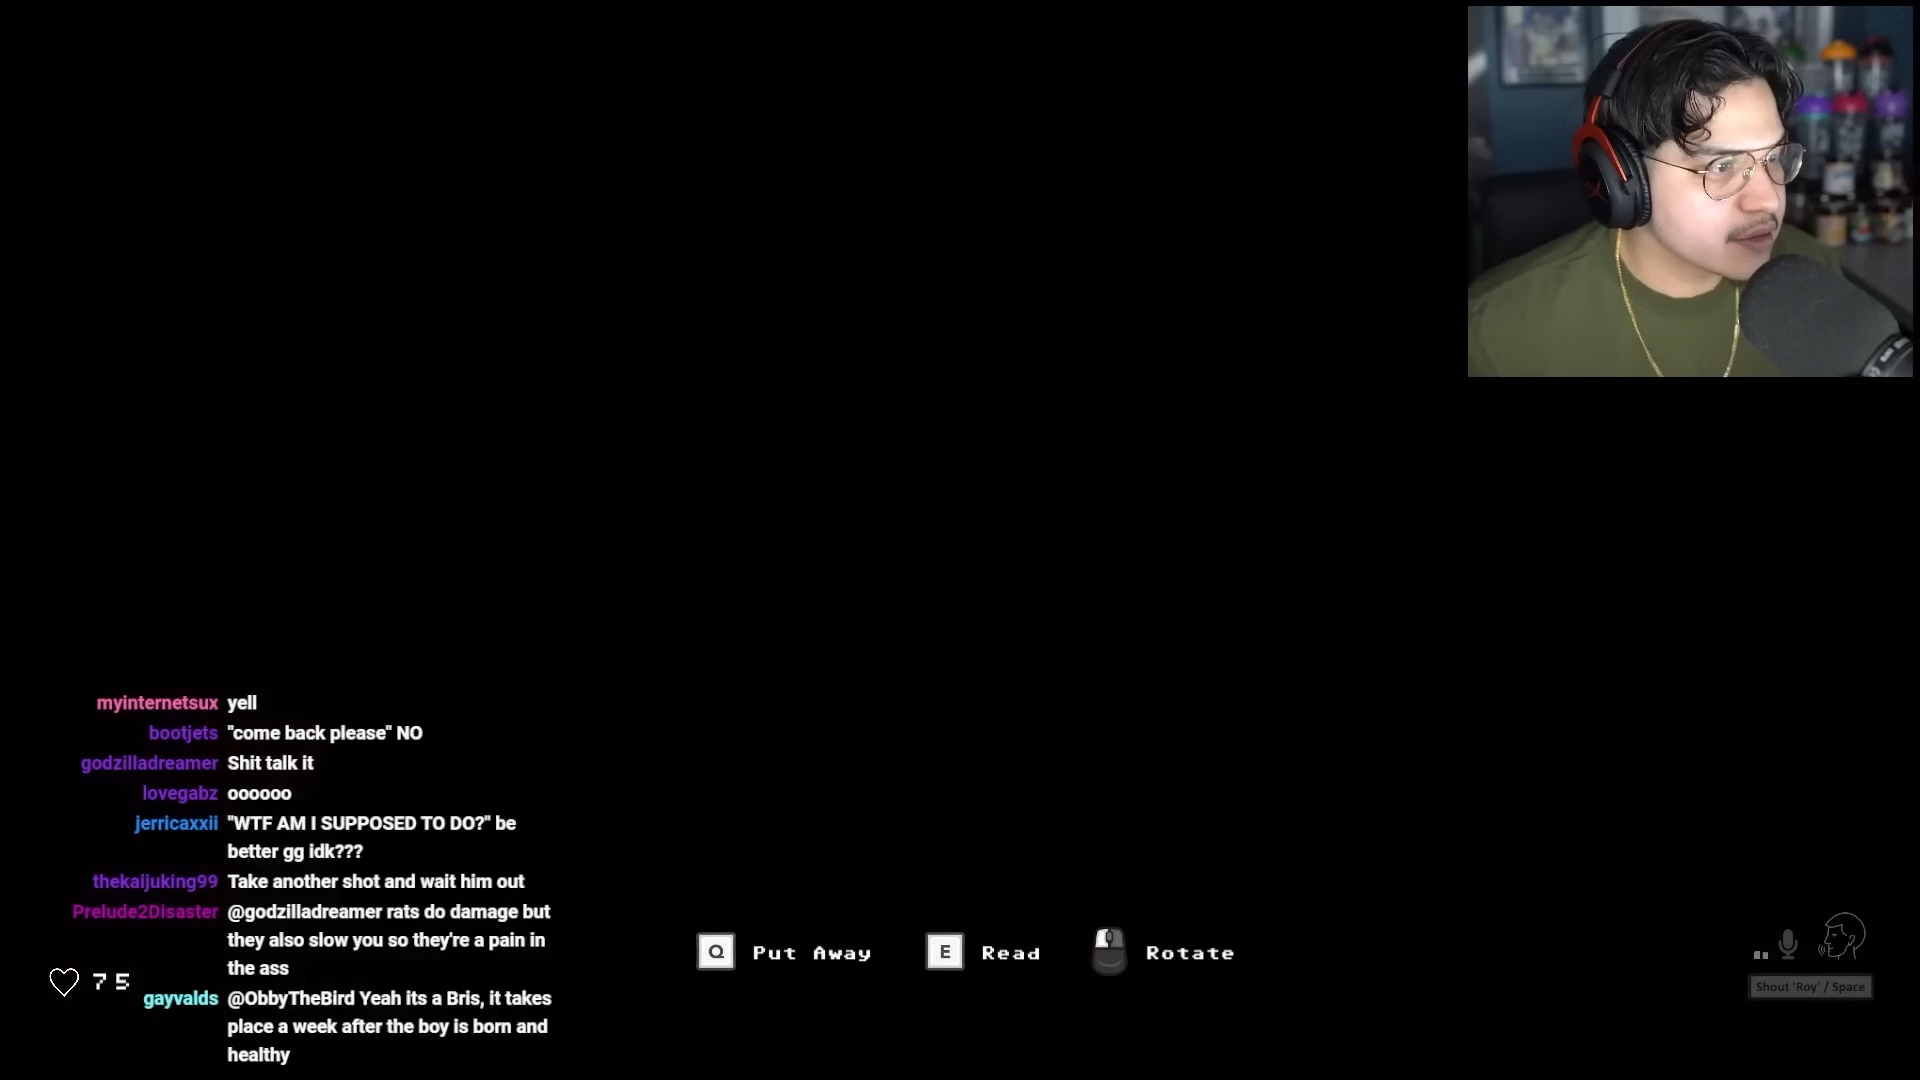 myinternetsux yell
bootjets "come back please" NO
godzilladreamer Shit talk it
lovegabz oooooo
jerricaxxii "WTF AM I SUPPOSED TO DO?" be
better gg idk???
thekaijuking99 Take another shot and wait him out
Prelude2Disaster @godzilladreamer rats do damage but
they also slow you so they're a pain in
the ass
75
gayvalds @ObbyTheBird Yeah its a Bris, it takes
place a week after the boy is born and
healthy
Q Put Away E Read Rotate
Shout 'Roy' / Space